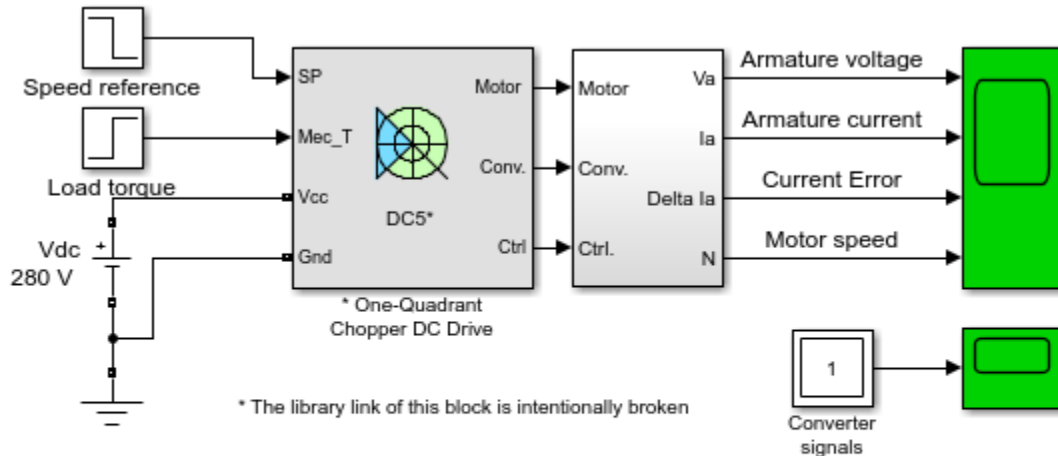 Speed reference
Load torque
Vdc
+
280 V
SP
Mec_T
Vcc
Gnd
Motor
Conv.
Ctrl
DC5*
* One-Quadrant
Chopper DC Drive
Motor
Conv.
Ctrl.
Va
Ia
Delta Ia
N
Armature voltage
Armature current
Current Error
Motor speed
1
Converter
signals
* The library link of this block is intentionally broken